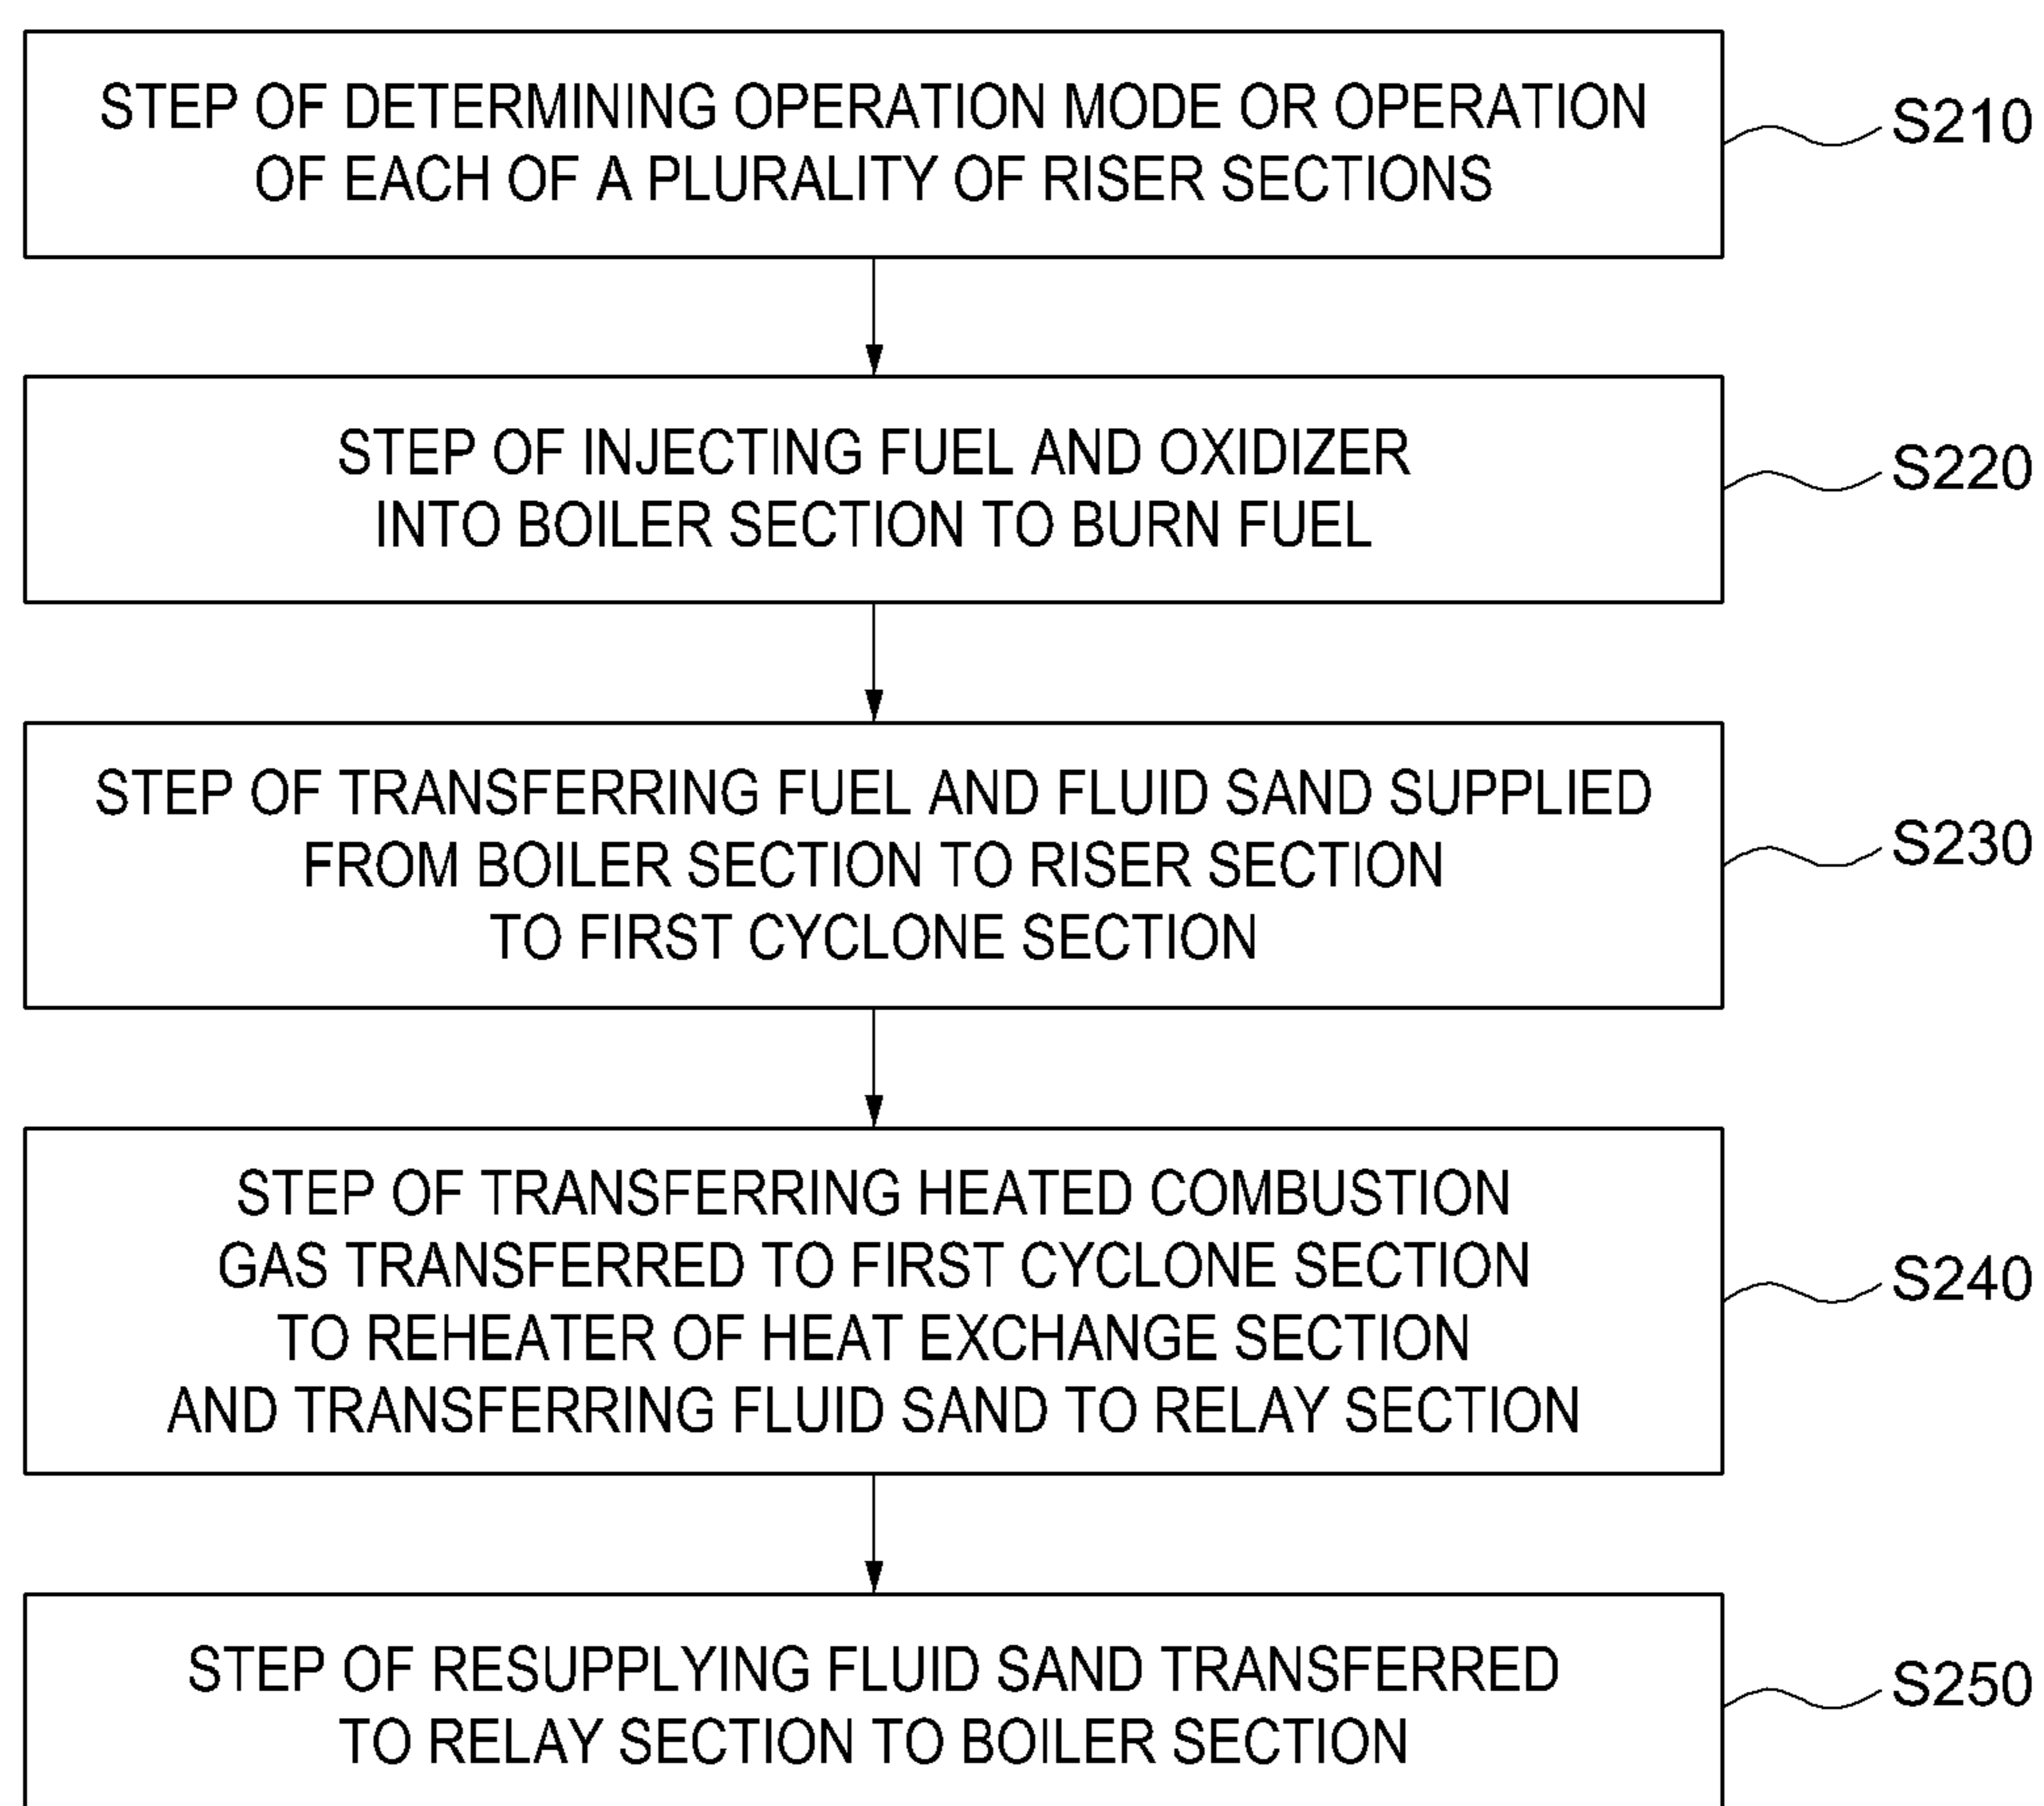 STEP OF DETERMINING OPERATION MODE OR OPERATION
OF EACH OF A PLURALITY OF RISER SECTIONS
S210
STEP OF INJECTING FUEL AND OXIDIZER
INTO BOILER SECTION TO BURN FUEL
S220
STEP OF TRANSFERRING FUEL AND FLUID SAND SUPPLIED
FROM BOILER SECTION TO RISER SECTION
TO FIRST CYCLONE SECTION
S230
STEP OF TRANSFERRING HEATED COMBUSTION
GAS TRANSFERRED TO FIRST CYCLONE SECTION
TO REHEATER OF HEAT EXCHANGE SECTION
AND TRANSFERRING FLUID SAND TO RELAY SECTION
S240
STEP OF RESUPPLYING FLUID SAND TRANSFERRED
TO RELAY SECTION TO BOILER SECTION
S250